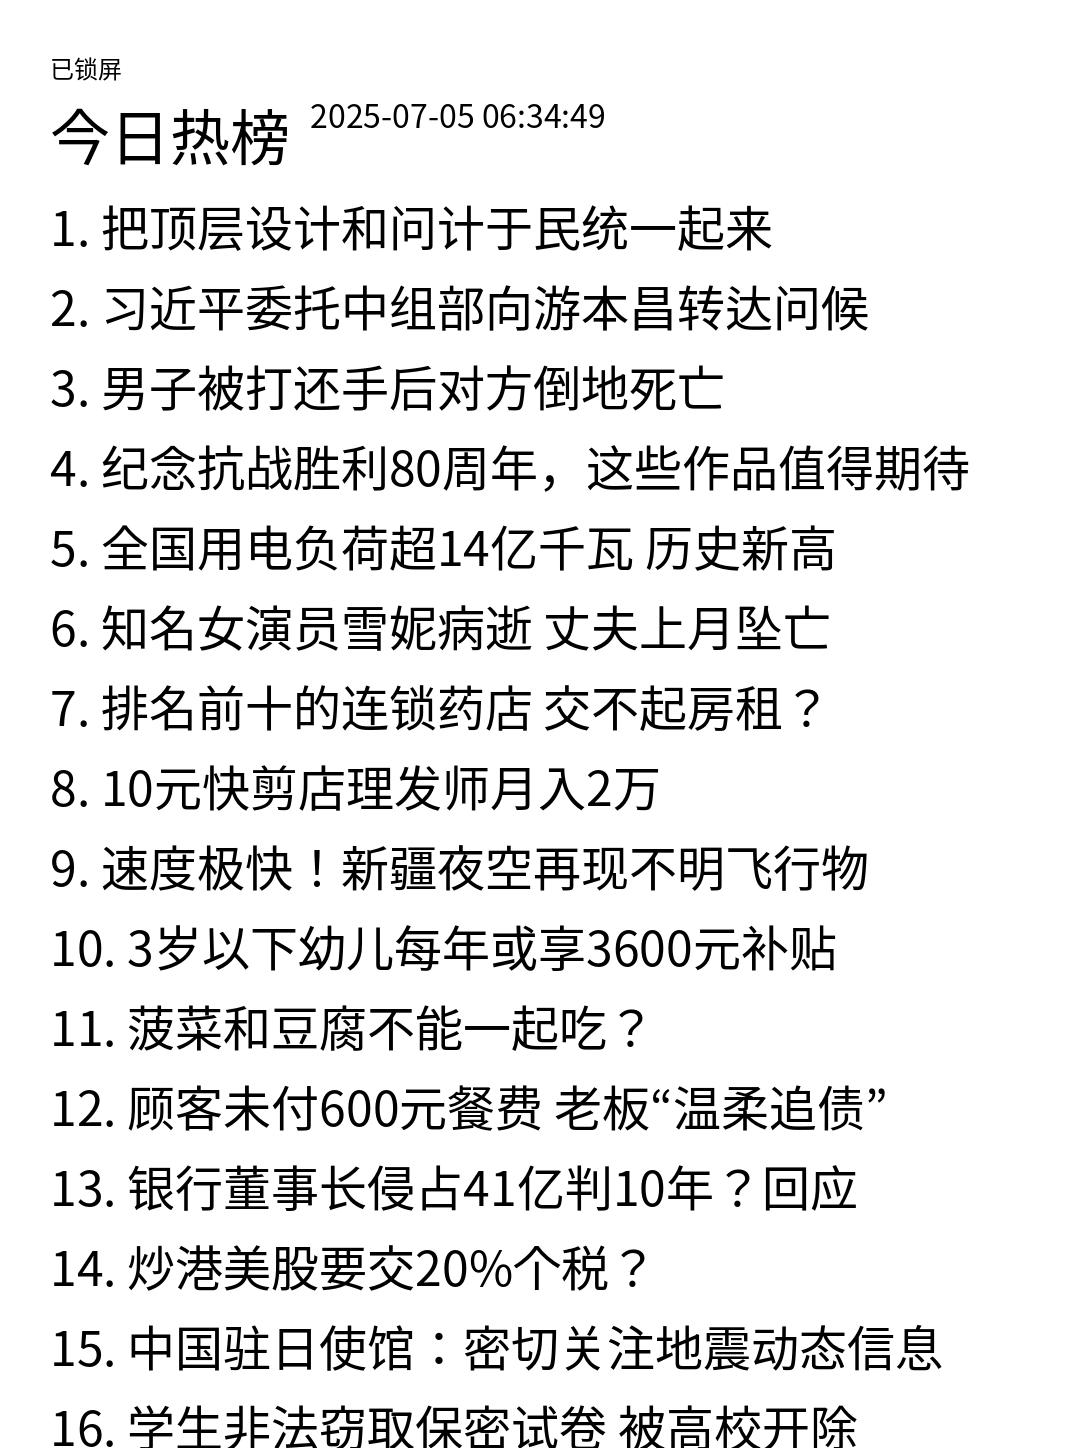 已锁屏
今日热榜 2025-07-05 06:34:49
1. 把顶层设计和问计于民统一起来
2. 习近平委托中组部向游本昌转达问候
3. 男子被打还手后对方倒地死亡
4. 纪念抗战胜利80周年，这些作品值得期待
5. 全国用电负荷超14亿千瓦 历史新高
6. 知名女演员雪妮病逝 丈夫上月坠亡
7. 排名前十的连锁药店 交不起房租？
8. 10元快剪店理发师月入2万
9. 速度极快！新疆夜空再现不明飞行物
10. 3岁以下幼儿每年或享3600元补贴
11. 菠菜和豆腐不能一起吃？
12. 顾客未付600元餐费 老板“温柔追债”
13. 银行董事长侵占41亿判10年？回应
14. 炒港美股要交20%个税？
15. 中国驻日使馆：密切关注地震动态信息
16. 学生非法窃取保密试卷 被高校开除